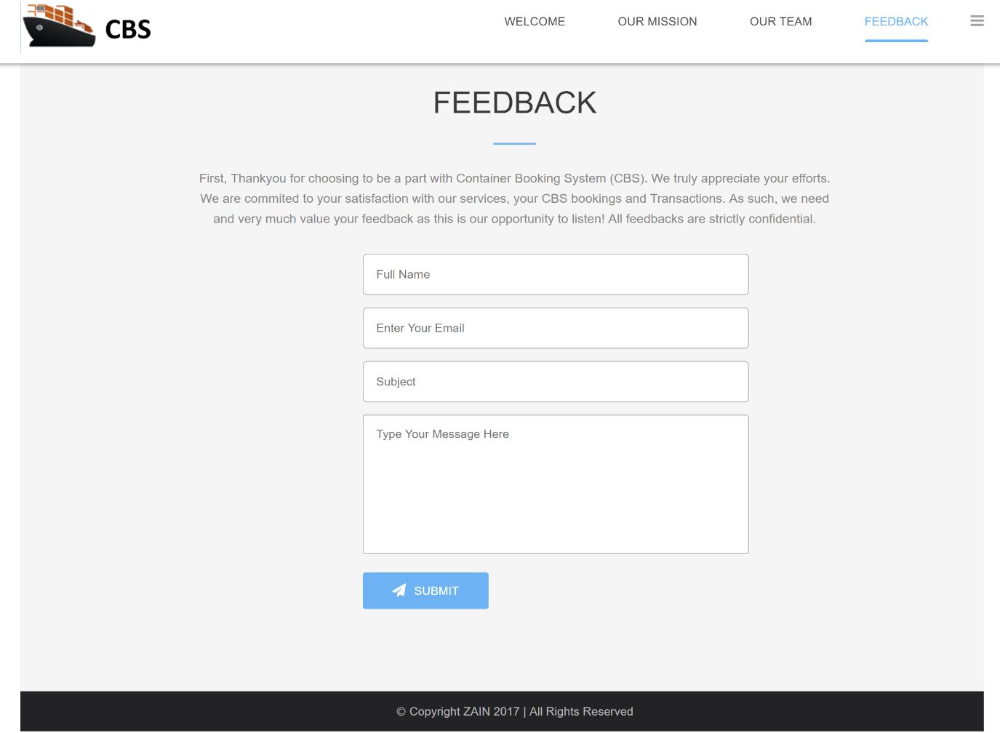 CBS
WELCOME
OUR MISSION
OUR TEAM
FEEDBACK
FEEDBACK
First, Thankyou for choosing to be a part with Container Booking System (CBS). We truly appreciate your efforts.
We are commited to your satisfaction with our services, your CBS bookings and Transactions. As such, we need
and very much value your feedback as this is our opportunity to listen! All feedbacks are strictly confidential.
Full Name
Enter Your Email
Subject
Type Your Message Here
SUBMIT
© Copyright ZAIN 2017 | All Rights Reserved